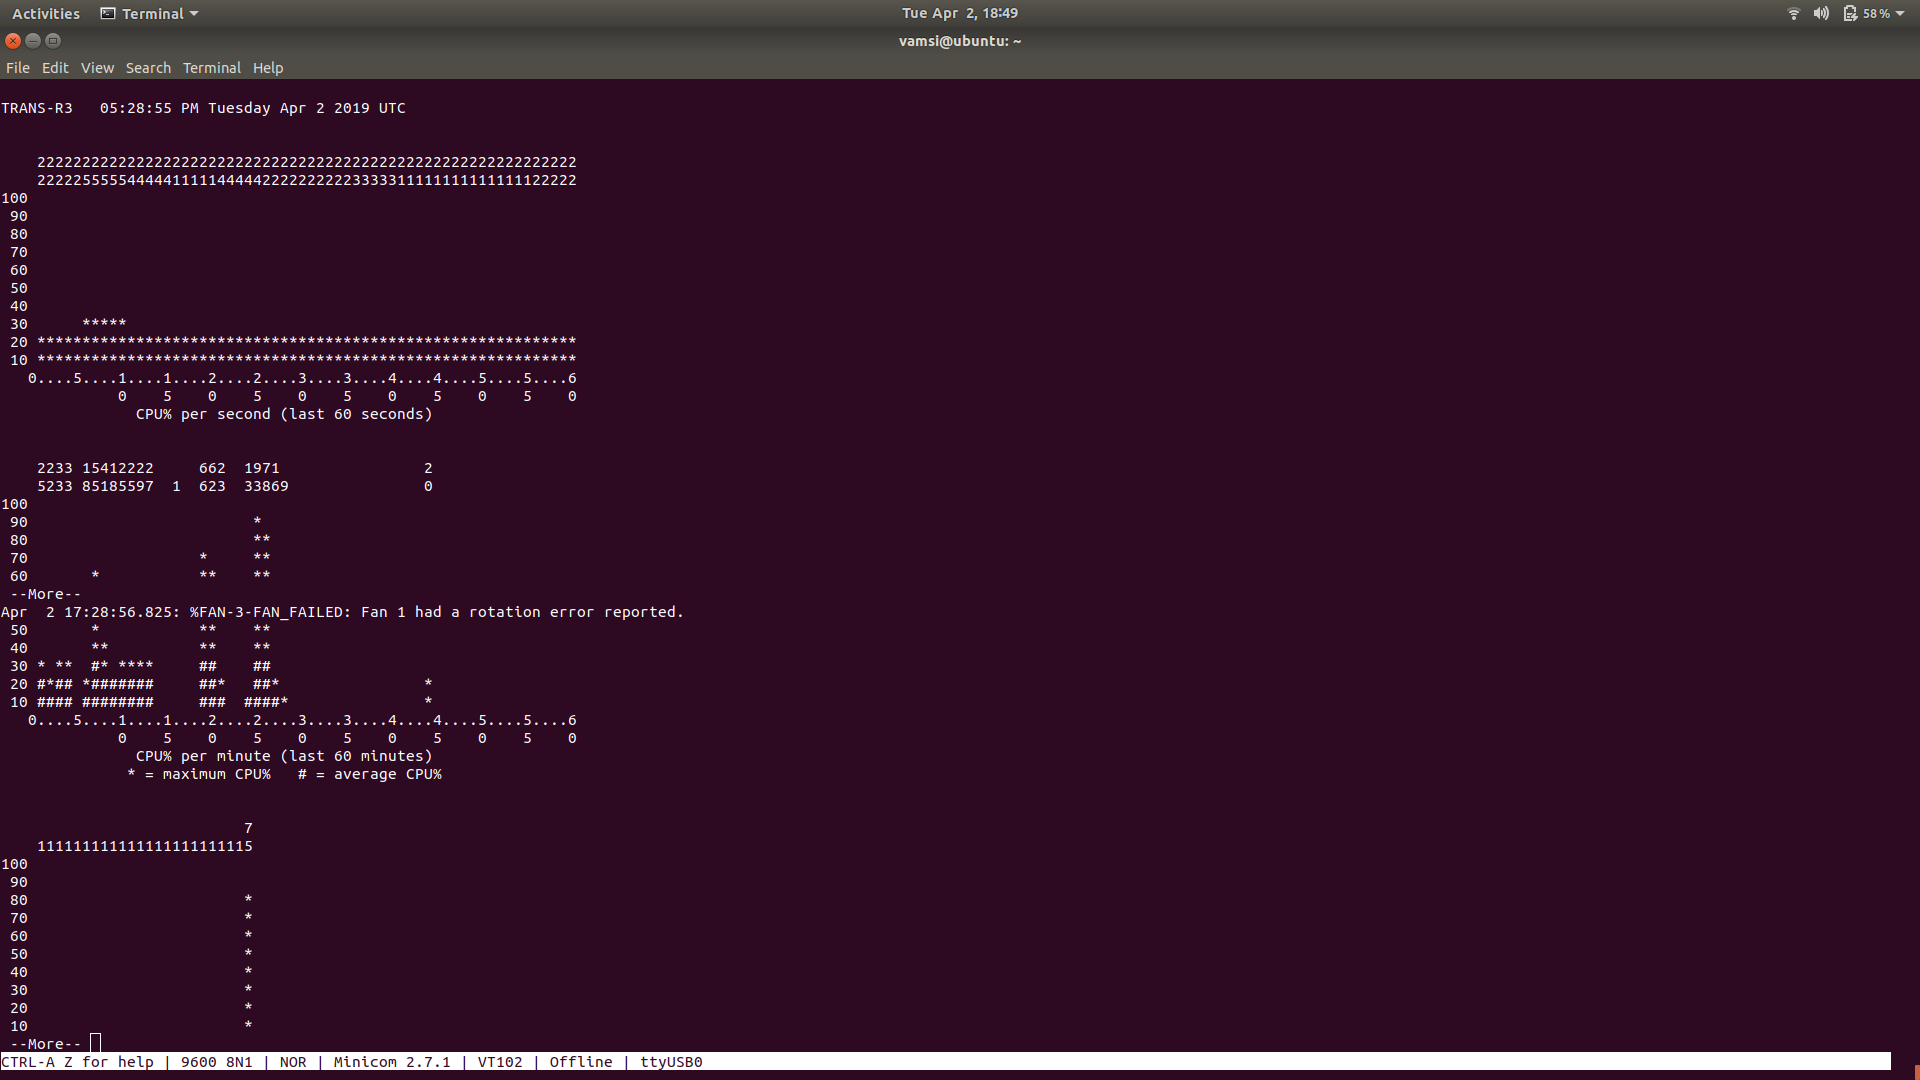 Activities Terminal Tue Apr 2, 18:49 58 %
vamsi@ubuntu: ~
File Edit View Search Terminal Help
TRANS-R3   05:28:55 PM Tuesday Apr 2 2019 UTC
    222222222222222222222222222222222222222222222222222222222222
    222225555544444111114444422222222223333311111111111111122222
100
 90
 80
 70
 60
 50
 40
 30      *****
 20 ************************************************************
 10 ************************************************************
   0....5....1....1....2....2....3....3....4....4....5....5....6
             0    5    0    5    0    5    0    5    0    5    0
               CPU% per second (last 60 seconds)
    2233 15412222     662  1971                2
    5233 85185597  1  623  33869               0
100
 90                         *
 80                         **
 70                   *     **
 60       *           **    **
 --More--
Apr  2 17:28:56.825: %FAN-3-FAN_FAILED: Fan 1 had a rotation error reported.
 50       *           **    **
 40       **          **    **
 30 * **  #* ****     ##    ##
 20 #*## *#######     ##*   ##*                *
 10 #### ########     ###  ####*               *
   0....5....1....1....2....2....3....3....4....4....5....5....6
             0    5    0    5    0    5    0    5    0    5    0
               CPU% per minute (last 60 minutes)
              * = maximum CPU%   # = average CPU%
                           7
    111111111111111111111115
100
 90
 80                        *
 70                        *
 60                        *
 50                        *
 40                        *
 30                        *
 20                        *
 10                        *
 --More--
CTRL-A Z for help | 9600 8N1 | NOR | Minicom 2.7.1 | VT102 | Offline | ttyUSB0